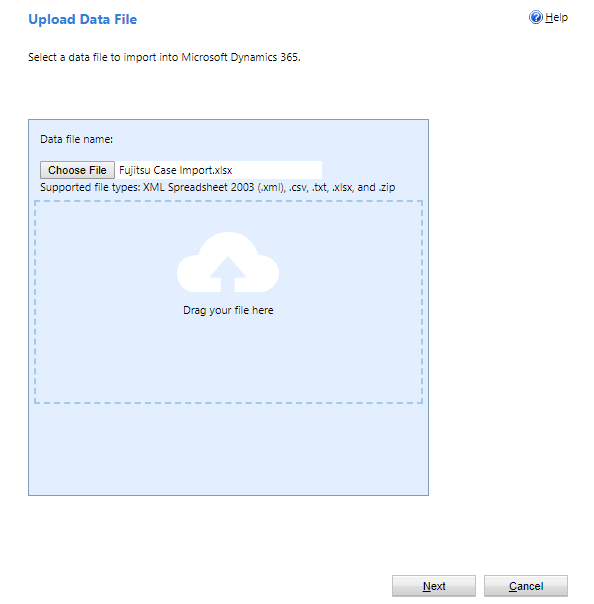 Upload Data File
Help
Select a data file to import into Microsoft Dynamics 365.
Data file name:
Choose File Fujitsu Case Import.xlsx
Supported file types: XML Spreadsheet 2003 (.xml), .csv, .txt, .xlsx, and .zip
Drag your file here
Next Cancel